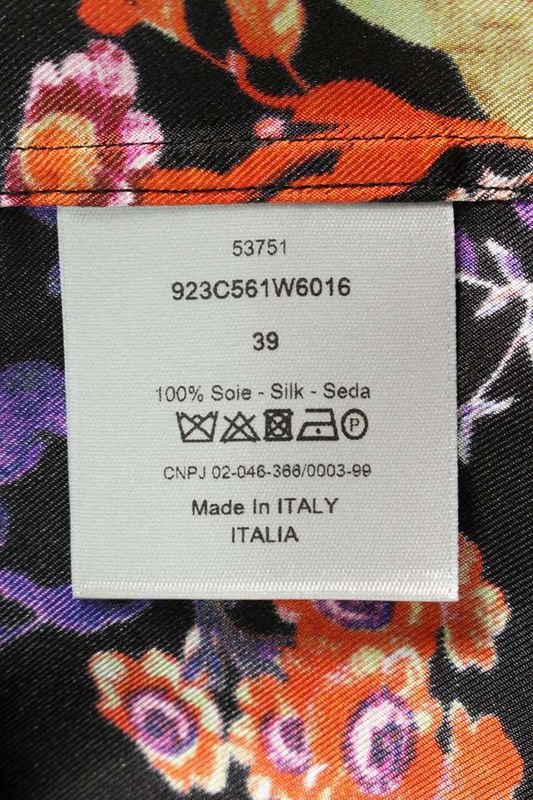 53751
923C561W6016
39
100% Soie - Silk - Seda
P
CNPJ 02-046-366/0003-99
Made In ITALY
ITALIA